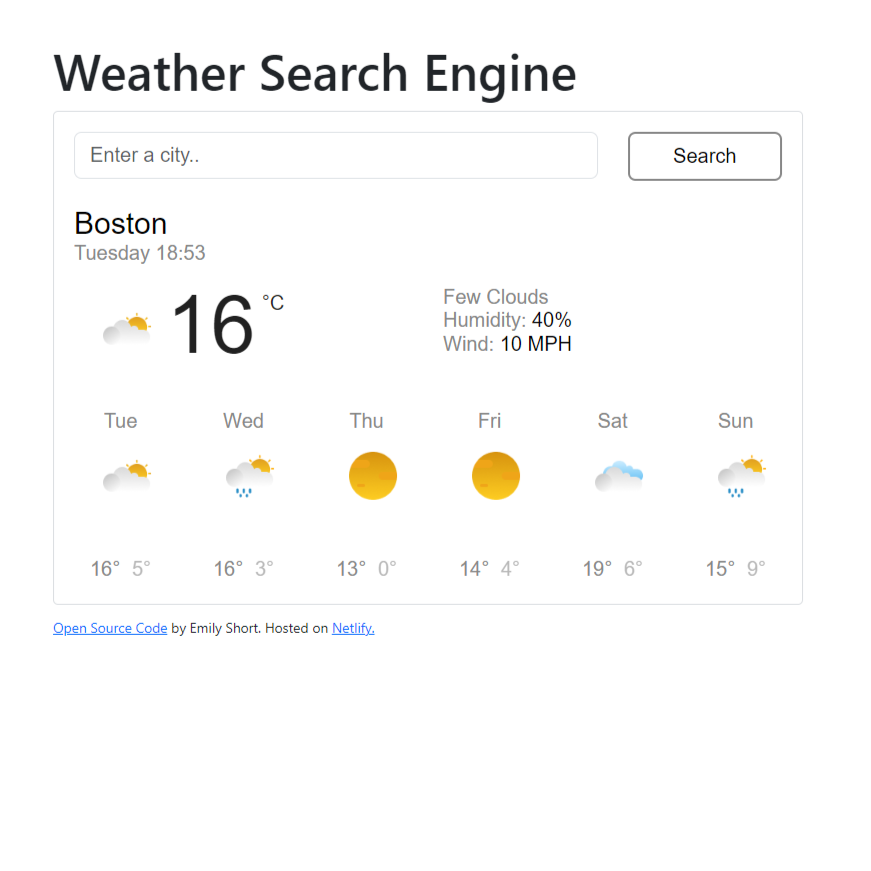 Weather Search Engine
Enter a city..
Search
Boston
Tuesday 18:53
16 °C
Few Clouds
Humidity: 40%
Wind: 10 MPH
Tue Wed Thu Fri Sat Sun
16° 5° 16° 3° 13° 0° 14° 4° 19° 6° 15° 9°
Open Source Code by Emily Short. Hosted on Netlify.